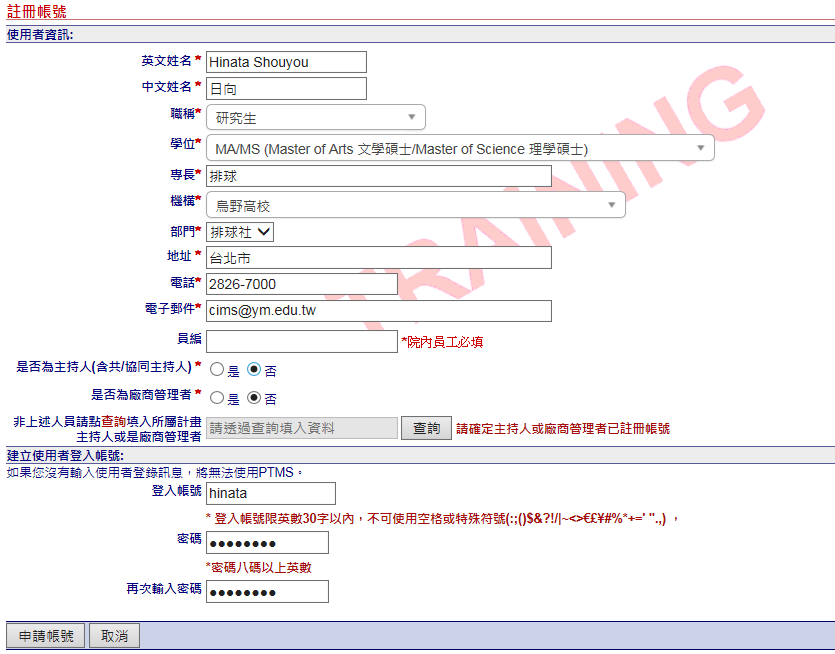 註冊帳號
使用者資訊:
英文姓名 * Hinata Shouyou
中文姓名 * 日向
職稱* 研究生
學位* MA/MS (Master of Arts 文學碩士/Master of Science 理學碩士)
專長* 排球
機構* 烏野高校
部門* 排球社
地址 * 台北市
電話* 2826-7000
電子郵件* cims@ym.edu.tw
員編 *院內員工必填
是否為主持人(含共/協同主持人) * 是 否
是否為廠商管理者 * 是 否
非上述人員請點查詢填入所屬計畫
主持人或是廠商管理者 請透過查詢填入資料 查詢 請確定主持人或廠商管理者已註冊帳號
建立使用者登入帳號:
如果您沒有輸入使用者登錄訊息，將無法使用PTMS。
登入帳號 hinata
* 登入帳號限英數30字以內，不可使用空格或特殊符號(:;()$&?!/|~<>€£¥#%*+=' ".,) ，
密碼 ●●●●●●●●
*密碼八碼以上英數
再次輸入密碼 ●●●●●●●●
申請帳號 取消
TRAINING